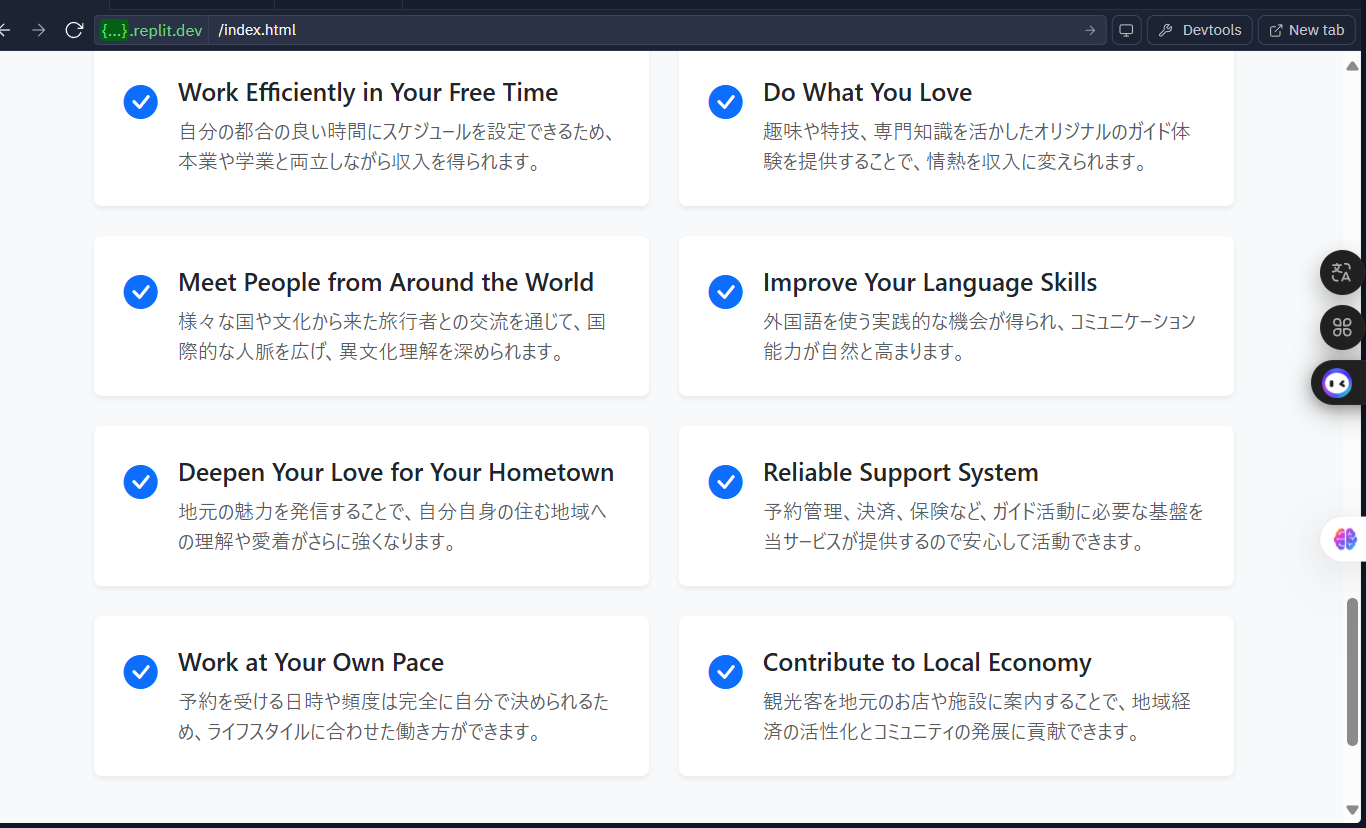 {...}.replit.dev /index.html
Devtools
New tab
Work Efficiently in Your Free Time
自分の都合の良い時間にスケジュールを設定できるため、
本業や学業と両立しながら収入を得られます。
Do What You Love
趣味や特技、専門知識を活かしたオリジナルのガイド体
験を提供することで、情熱を収入に変えられます。
Meet People from Around the World
様々な国や文化から来た旅行者との交流を通じて、国
際的な人脈を広げ、異文化理解を深められます。
Improve Your Language Skills
外国語を使う実践的な機会が得られ、コミュニケーション
能力が自然と高まります。
Deepen Your Love for Your Hometown
地元の魅力を発信することで、自分自身の住む地域へ
の理解や愛着がさらに強くなります。
Reliable Support System
予約管理、決済、保険など、ガイド活動に必要な基盤を
当サービスが提供するので安心して活動できます。
Work at Your Own Pace
予約を受ける日時や頻度は完全に自分で決められるた
め、ライフスタイルに合わせた働き方ができます。
Contribute to Local Economy
観光客を地元のお店や施設に案内することで、地域経
済の活性化とコミュニティの発展に貢献できます。